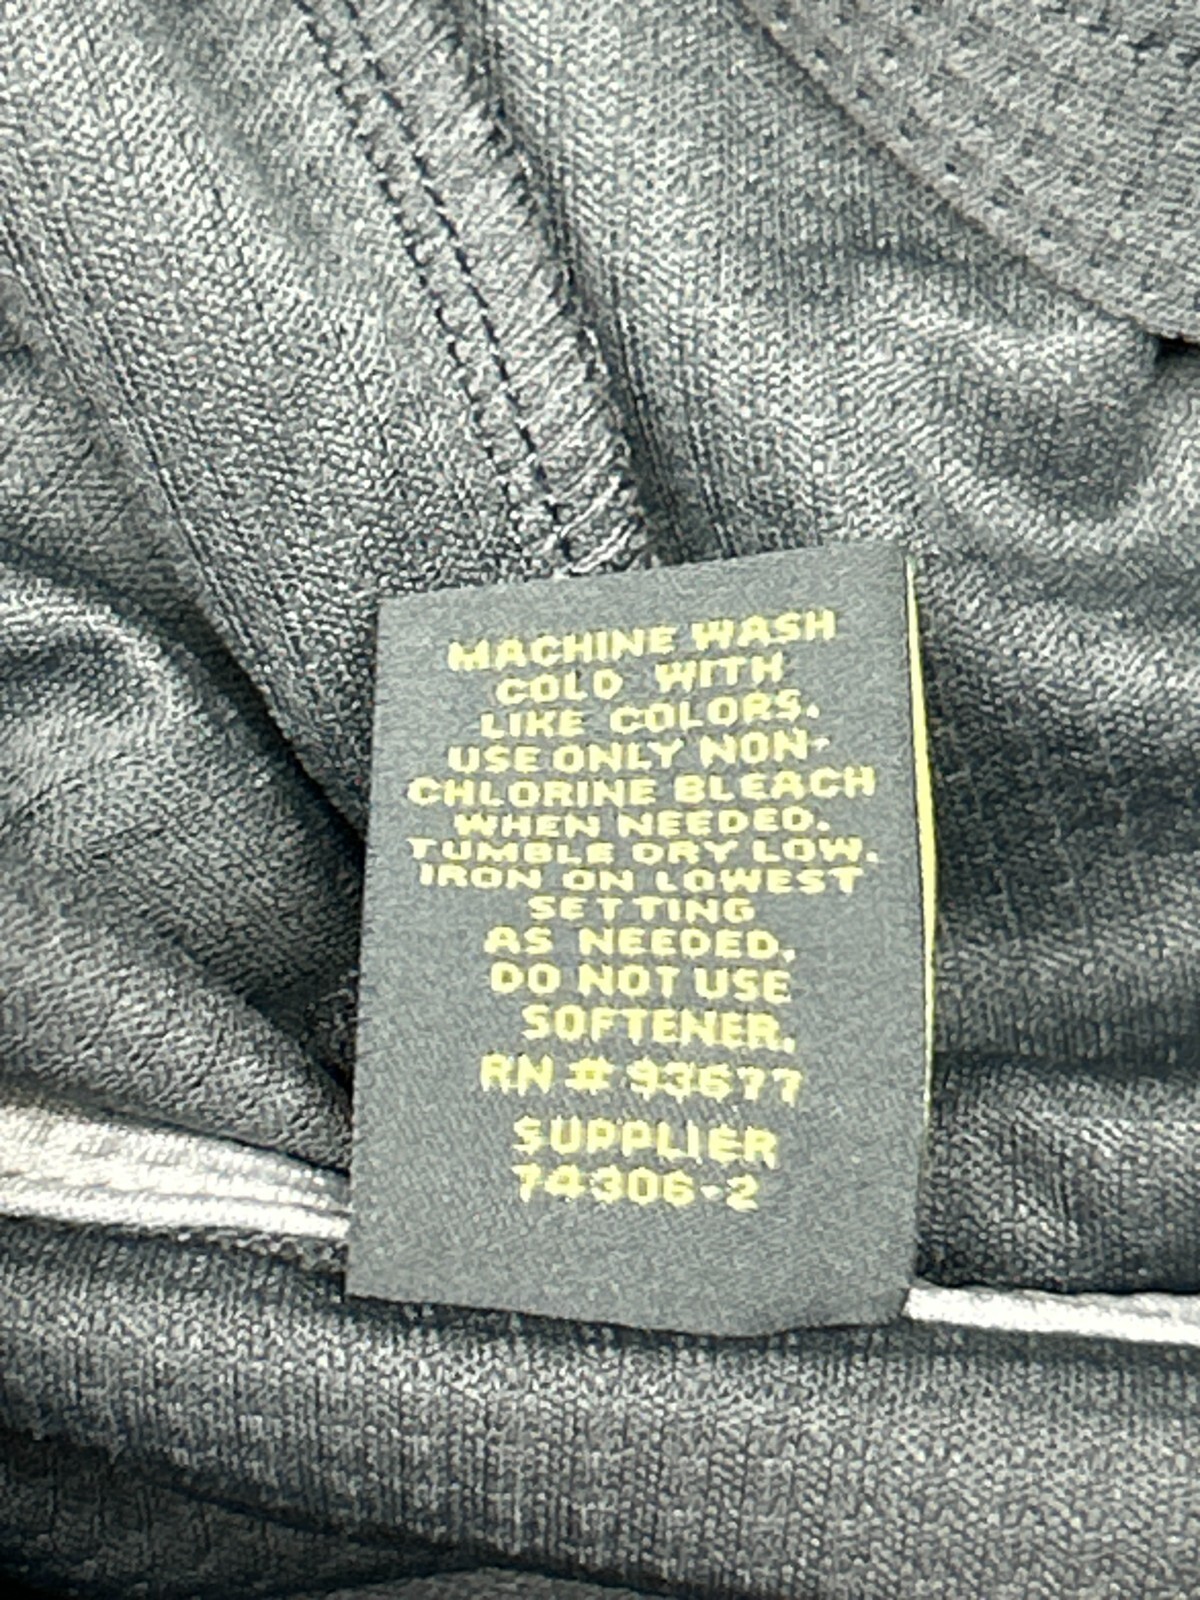 MACHINE WASH
COLD WITH
LIKE COLORS.
USE ONLY NON-
CHLORINE BLEACH
WHEN NEEDED.
TUMBLE DRY LOW.
IRON ON LOWEST
SETTING
AS NEEDED.
DO NOT USE
SOFTENER.
RN # 93677
SUPPLIER
74306-2